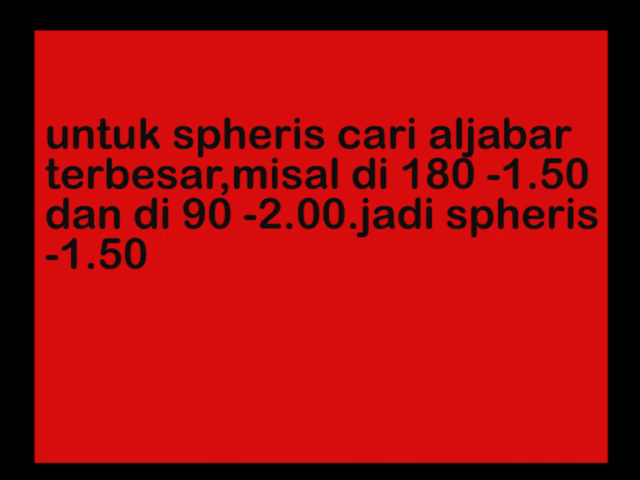 untuk spheris cari aljabar
terbesar,misal di 180 -1.50
dan di 90 -2.00.jadi spheris
-1.50